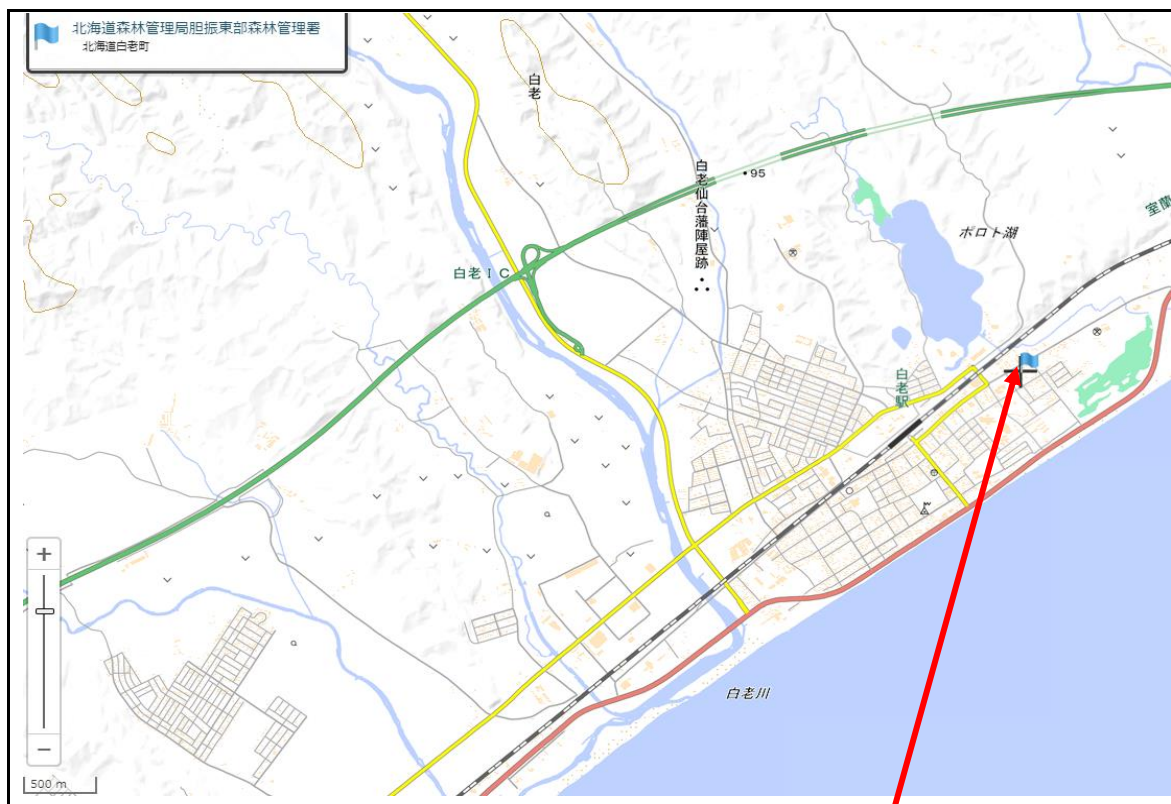 北海道森林管理局胆振東部森林管理署
北海道白老町
白老
白老仙台藩陣屋跡
•95
室蘭
ポロト湖
白老ＩＣ
白老駅
白老川
+
−
500 m